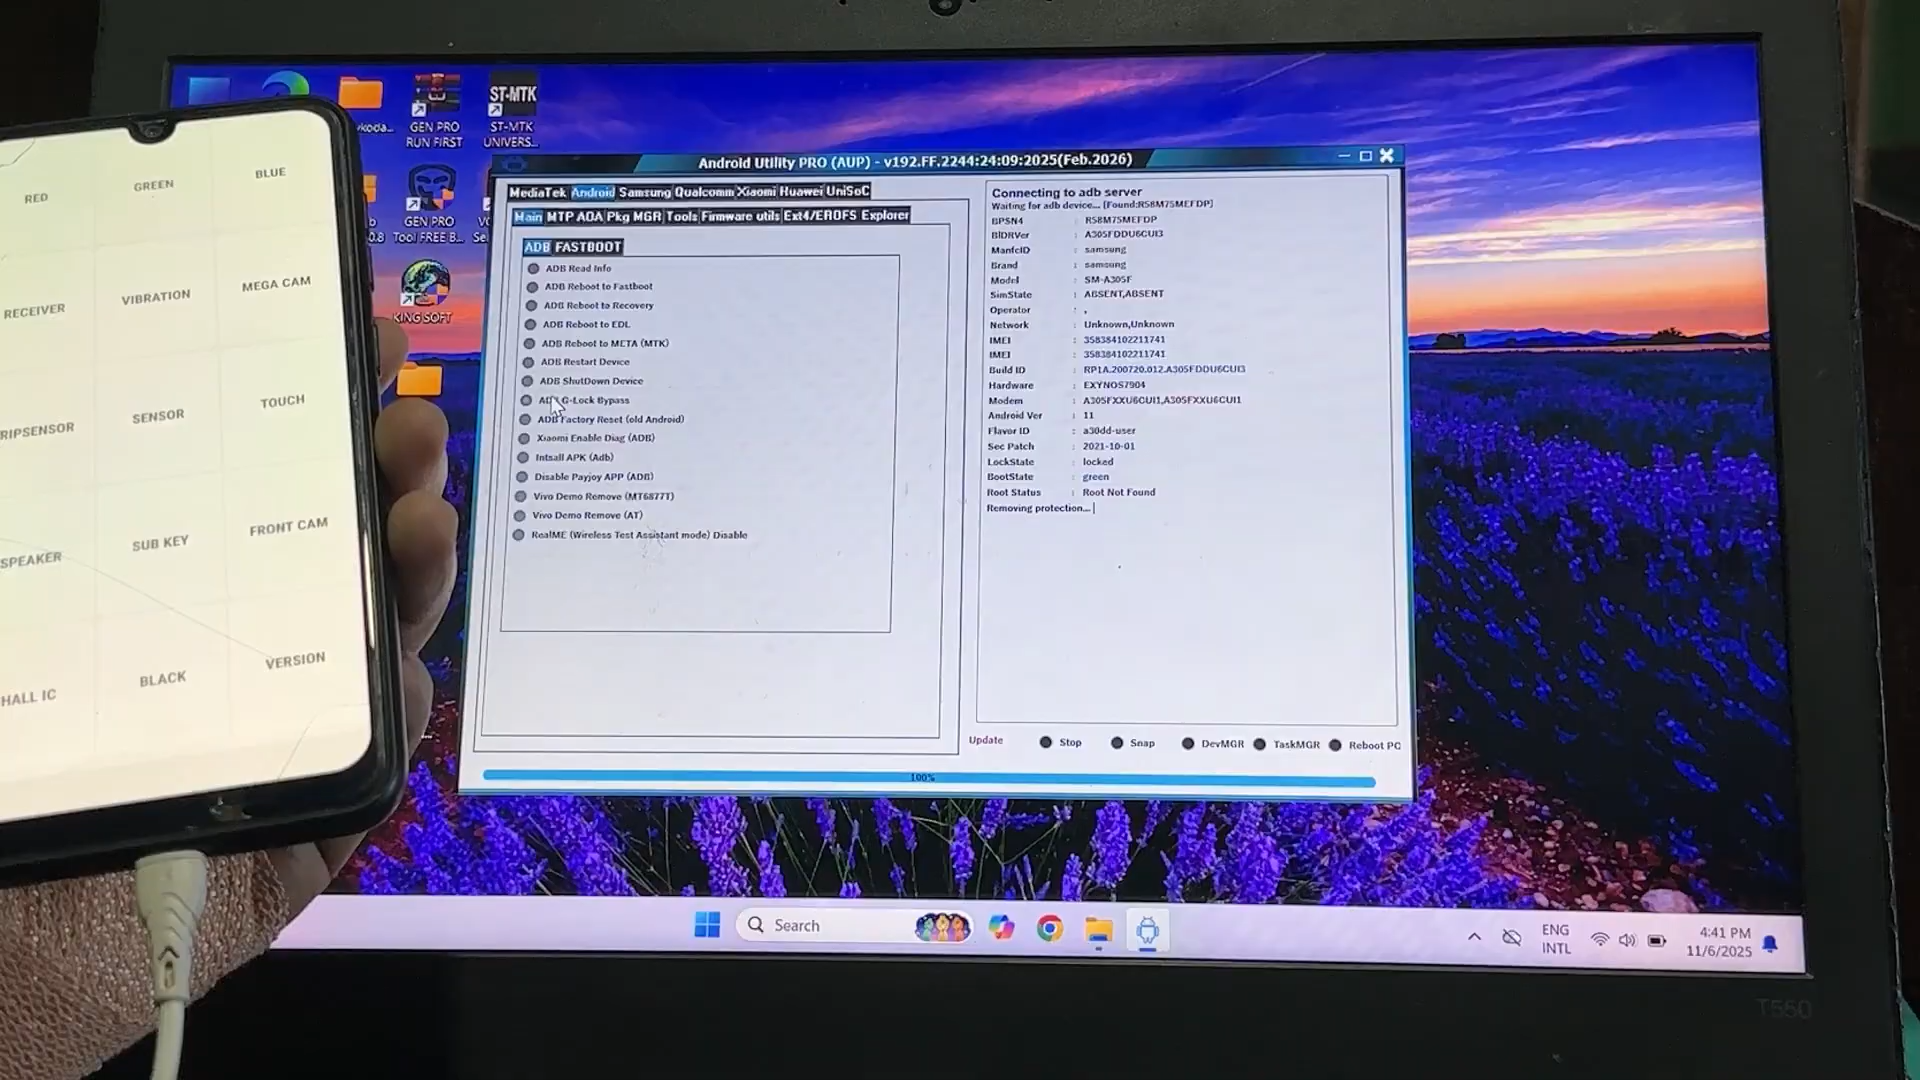 GEN PRO
RUN FIRST
ST-MTK
ST-MTK
UNIVERS...
GEN PRO
Tool FREE B...
KING SOFT
RED
GREEN
BLUE
RECEIVER
VIBRATION
MEGA CAM
RIPSENSOR
SENSOR
TOUCH
SPEAKER
SUB KEY
FRONT CAM
HALL IC
BLACK
VERSION
Android Utility PRO (AUP) - v192.FF.2244:24:09:2025(Feb.2026)
MediaTek Android Samsung Qualcomm Xiaomi Huawei UniSoC
Main MTP AOA Pkg MGR Tools Firmware utils Ext4/EROFS Explorer
ADB FASTBOOT
ADB Read Info
ADB Reboot to Fastboot
ADB Reboot to Recovery
ADB Reboot to EDL
ADB Reboot to META (MTK)
ADB Restart Device
ADB ShutDown Device
ADB G-Lock Bypass
ADB Factory Reset (old Android)
Xiaomi Enable Diag (ADB)
Intsall APK (Adb)
Disable Payjoy APP (ADB)
Vivo Demo Remove (MT6877T)
Vivo Demo Remove (AT)
RealME (Wireless Test Assistant mode) Disable
Connecting to adb server
Waiting for adb device... [Found:R58M75MEFDP]
BPSN4 : R58M75MEFDP
BlDRVer : A305FDDU6CUI3
ManfcID : samsung
Brand : samsung
Model : SM-A305F
SimState : ABSENT,ABSENT
Operator : ,
Network : Unknown,Unknown
IMEI : 358384102211741
IMEI : 358384102211741
Build ID : RP1A.200720.012.A305FDDU6CUI3
Hardware : EXYNOS7904
Modem : A305FXXU6CUI1,A305FXXU6CUI1
Android Ver : 11
Flavor ID : a30dd-user
Sec Patch : 2021-10-01
LockState : locked
BootState : green
Root Status : Root Not Found
Removing protection...
Update Stop Snap DevMGR TaskMGR Reboot PC
100%
Search
ENG
INTL
4:41 PM
11/6/2025
T550